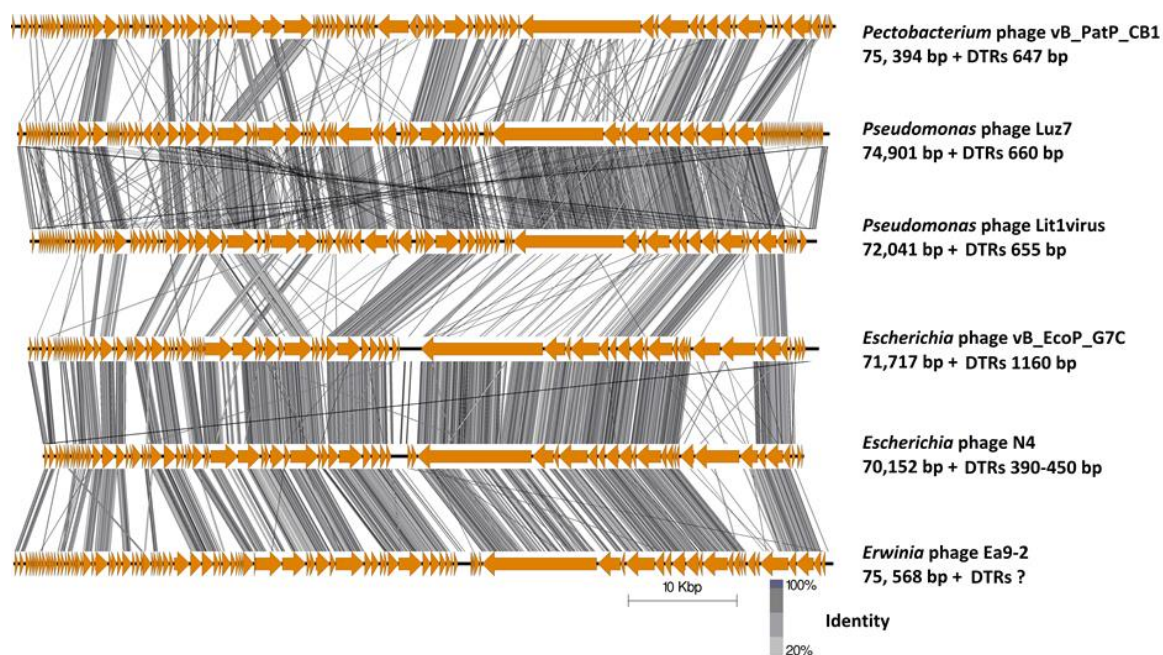 Pectobacterium phage vB_PatP_CB1
75, 394 bp + DTRs 647 bp
Pseudomonas phage Luz7
74,901 bp + DTRs 660 bp
Pseudomonas phage Lit1virus
72,041 bp + DTRs 655 bp
Escherichia phage vB_EcoP_G7C
71,717 bp + DTRs 1160 bp
Escherichia phage N4
70,152 bp + DTRs 390-450 bp
Erwinia phage Ea9-2
75, 568 bp + DTRs ?
10 Kbp
100%
Identity
20%